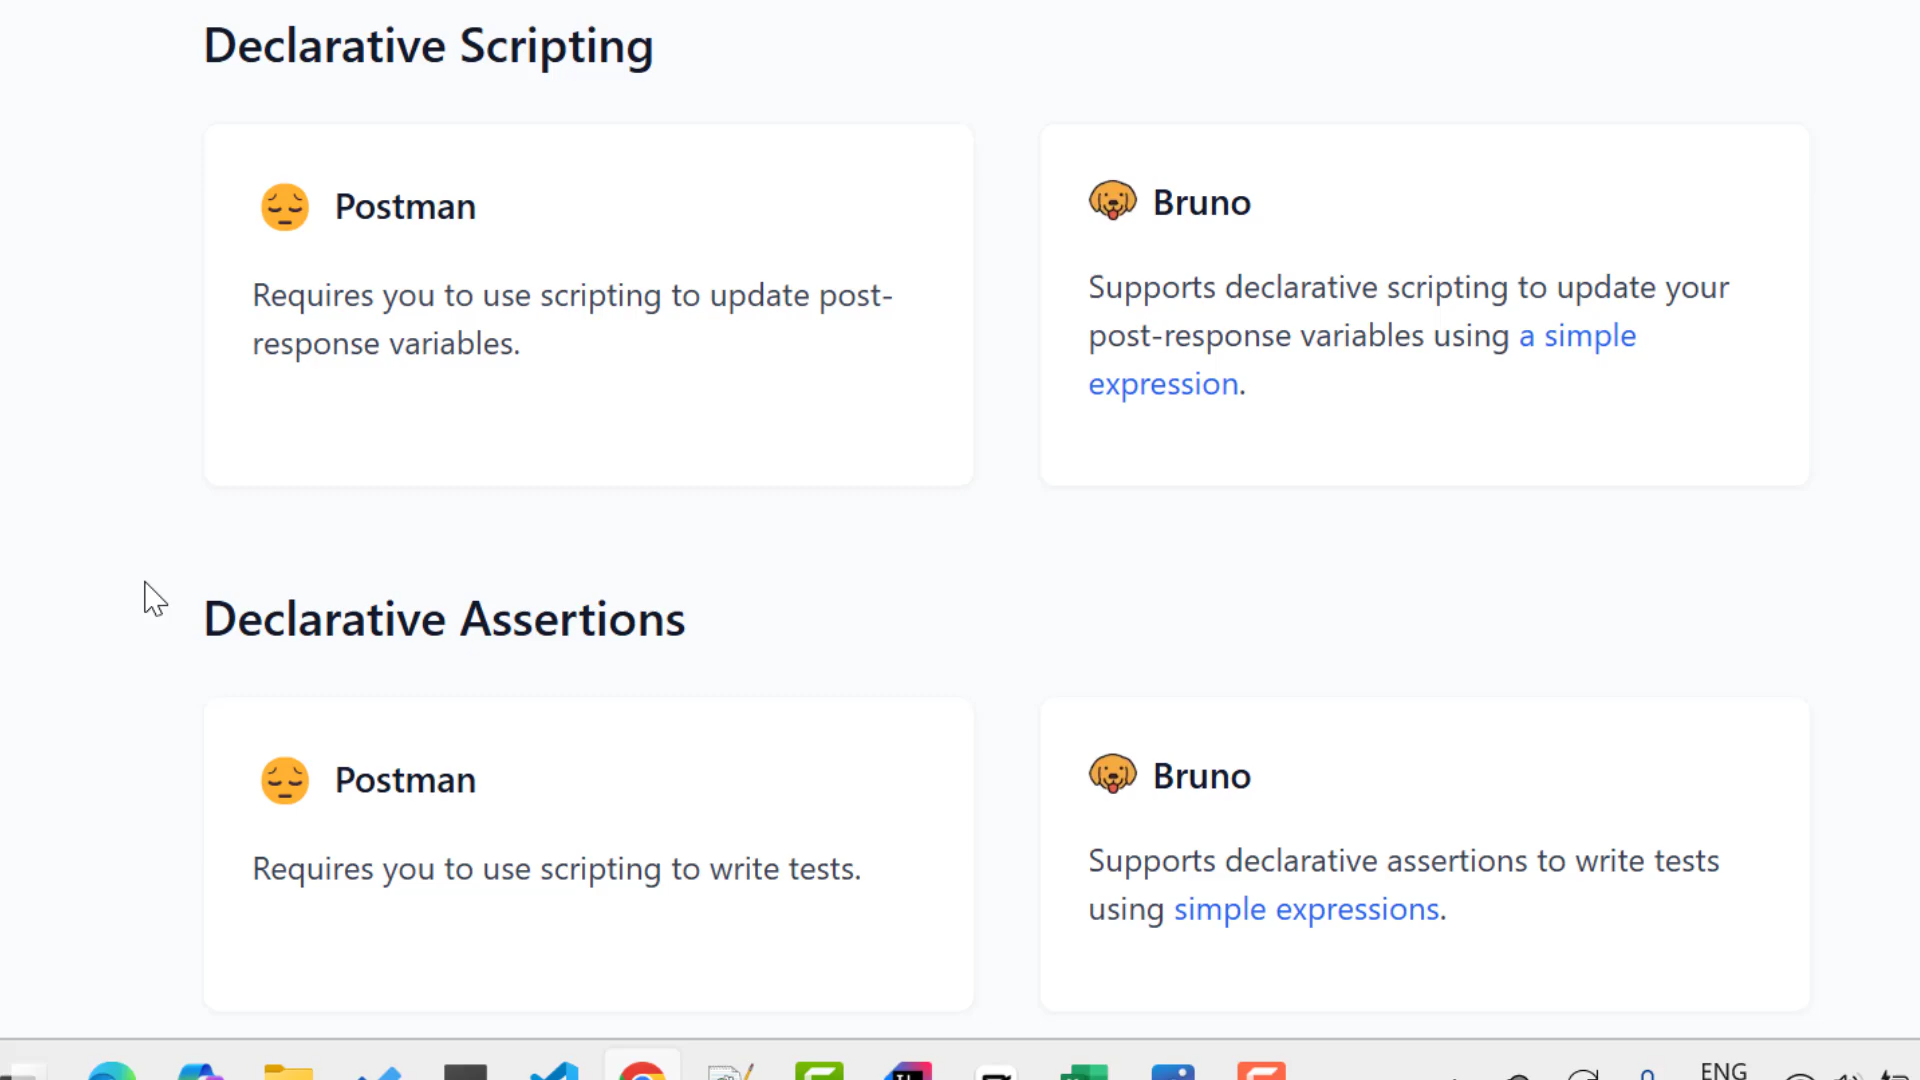 Declarative Scripting
Postman
Requires you to use scripting to update post-
response variables.
Bruno
Supports declarative scripting to update your
post-response variables using a simple
expression.
Declarative Assertions
Postman
Requires you to use scripting to write tests.
Bruno
Supports declarative assertions to write tests
using simple expressions.
ENG